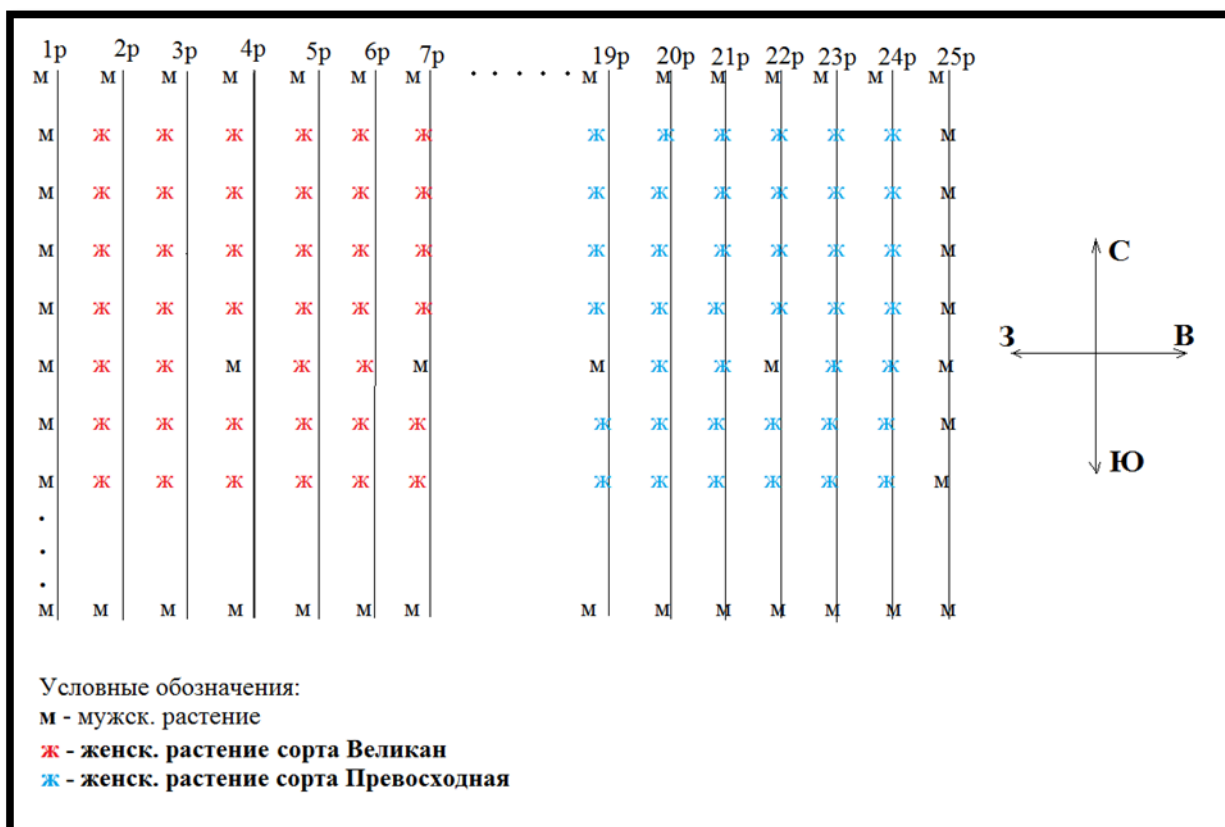 1р 2р 3р 4р 5р 6р 7р 19р 20р 21р 22р 23р 24р 25р
м м м м м м м . . . . . . м м м м м м м
м ж ж ж ж ж ж ж ж ж ж ж ж м
м ж ж ж ж ж ж ж ж ж ж ж ж м
м ж ж ж ж ж ж ж ж ж ж ж ж м
С
м ж ж ж ж ж ж ж ж ж ж ж ж м
З В
м ж ж м ж ж м м ж ж м ж ж м
м ж ж ж ж ж ж ж ж ж ж ж ж м
Ю
м ж ж ж ж ж ж ж ж ж ж ж ж м
.
.
.
м м м м м м м м м м м м м м
Условные обозначения:
м - мужск. растение
ж - женск. растение сорта Великан
ж - женск. растение сорта Превосходная